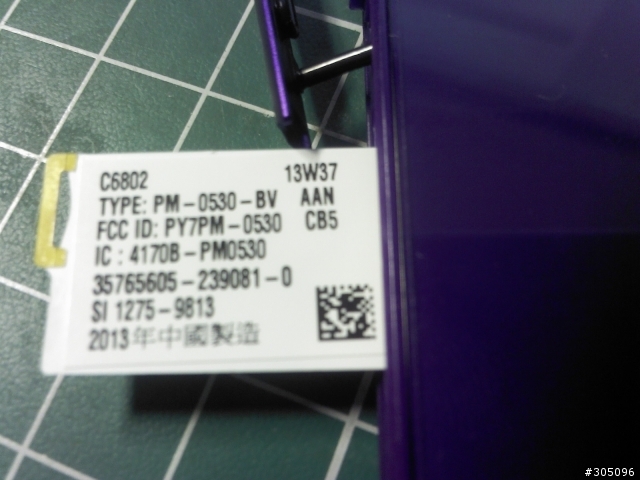 C6802 13W37
TYPE: PM-0530-BV AAN
FCC ID: PY7PM-0530 CB5
IC : 4170B-PM0530
35765605-239081-0
SI 1275-9813
2013年中國製造
#305096